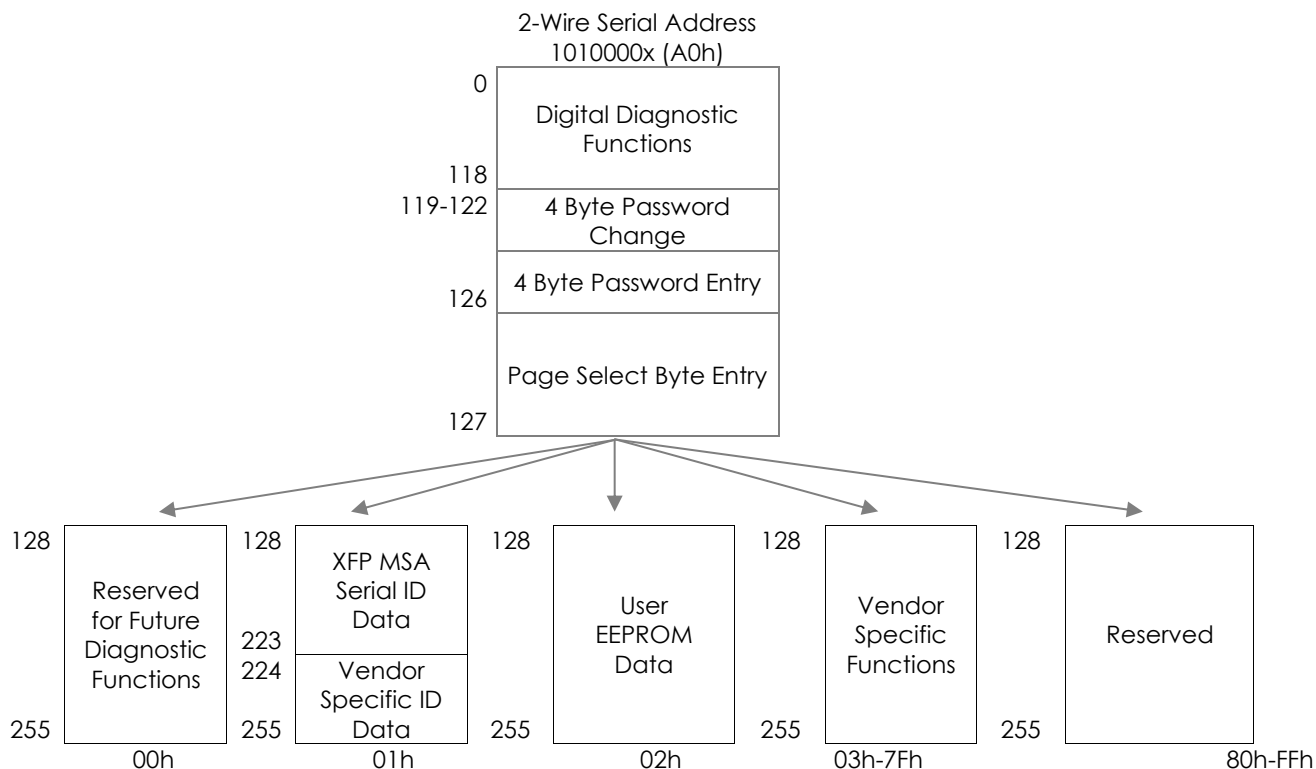 2-Wire Serial Address
1010000x (A0h)
0
Digital Diagnostic
Functions
118
119-122
4 Byte Password
Change
4 Byte Password Entry
126
Page Select Byte Entry
127
128
Reserved
for Future
Diagnostic
Functions
255
00h
128
XFP MSA
Serial ID
Data
223
224
Vendor
Specific ID
Data
255
01h
128
User
EEPROM
Data
255
02h
128
Vendor
Specific
Functions
255
03h-7Fh
128
Reserved
255
80h-FFh